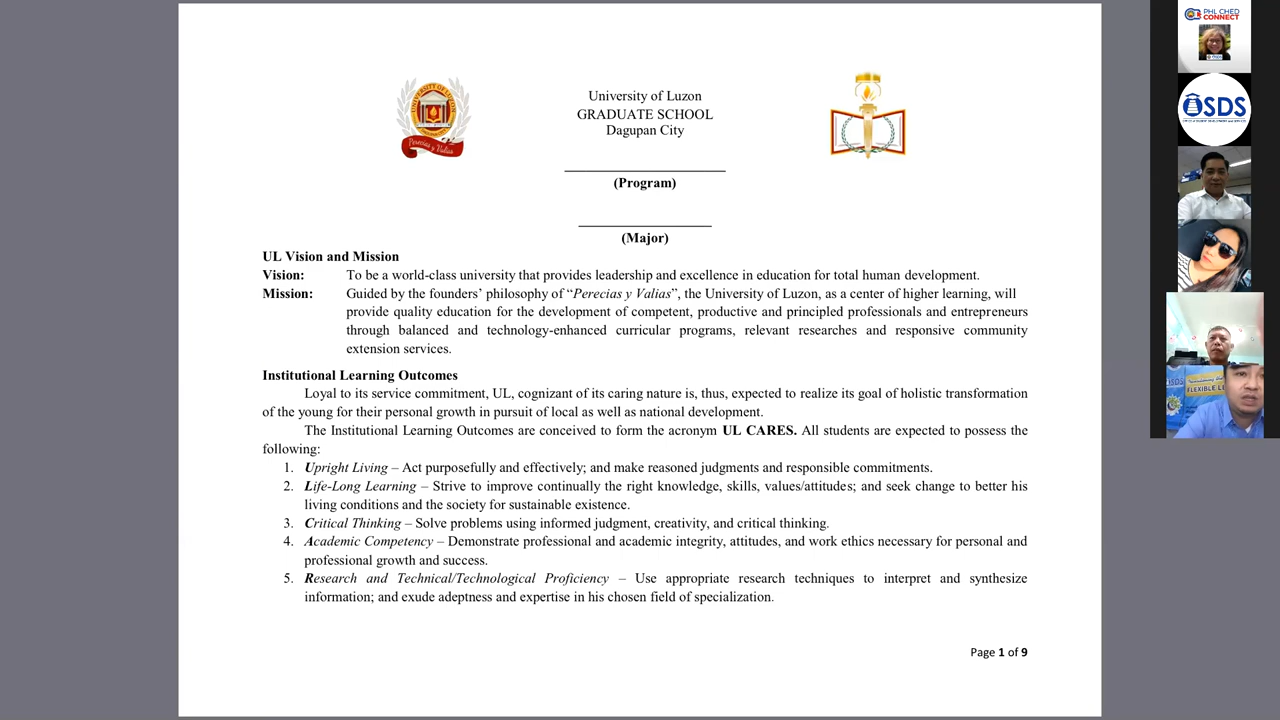 University of Luzon
GRADUATE SCHOOL
Dagupan City
(Program)
(Major)
UL Vision and Mission
Vision: To be a world-class university that provides leadership and excellence in education for total human development.
Mission: Guided by the founders’ philosophy of “Perecias y Valias”, the University of Luzon, as a center of higher learning, will
provide quality education for the development of competent, productive and principled professionals and entrepreneurs
through balanced and technology-enhanced curricular programs, relevant researches and responsive community
extension services.
Institutional Learning Outcomes
Loyal to its service commitment, UL, cognizant of its caring nature is, thus, expected to realize its goal of holistic transformation
of the young for their personal growth in pursuit of local as well as national development.
The Institutional Learning Outcomes are conceived to form the acronym UL CARES. All students are expected to possess the
following:
1. Upright Living – Act purposefully and effectively; and make reasoned judgments and responsible commitments.
2. Life-Long Learning – Strive to improve continually the right knowledge, skills, values/attitudes; and seek change to better his
living conditions and the society for sustainable existence.
3. Critical Thinking – Solve problems using informed judgment, creativity, and critical thinking.
4. Academic Competency – Demonstrate professional and academic integrity, attitudes, and work ethics necessary for personal and
professional growth and success.
5. Research and Technical/Technological Proficiency – Use appropriate research techniques to interpret and synthesize
information; and exude adeptness and expertise in his chosen field of specialization.
Page 1 of 9
UNIVERSITY OF LUZON
Perecias y Valias
PHL CHED
CONNECT
OSDS
OSDS
FLEXIBLE LE